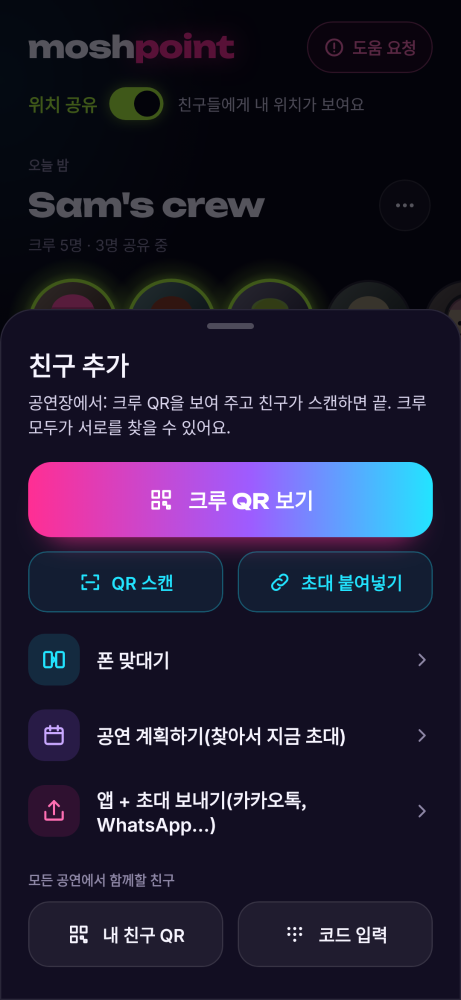 moshpoint
도움 요청
위치 공유
친구들에게 내 위치가 보여요
오늘 밤
Sam's crew
크루 5명 · 3명 공유 중
친구 추가
공연장에서: 크루 QR을 보여 주고 친구가 스캔하면 끝. 크루
모두가 서로를 찾을 수 있어요.
크루 QR 보기
QR 스캔
초대 붙여넣기
폰 맞대기
공연 계획하기(찾아서 지금 초대)
앱 + 초대 보내기(카카오톡,
WhatsApp...)
모든 공연에서 함께할 친구
내 친구 QR
코드 입력